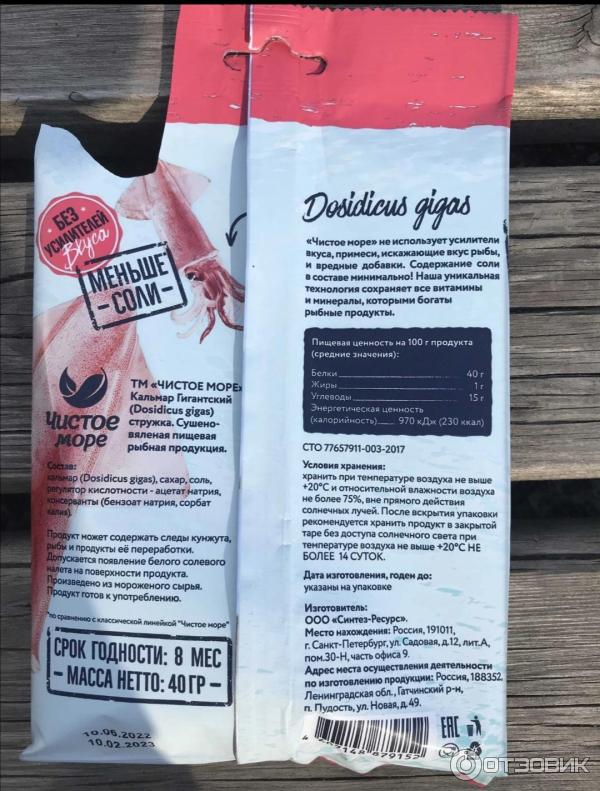 БЕЗ
УСИЛИТЕЛЕЙ
Вкуса
МЕНЬШЕ
– СОЛИ –
Чистое
море
ТМ «ЧИСТОЕ МОРЕ»
Кальмар Гигантский
(Dosidicus gigas)
стружка. Сушено-
вяленая пищевая
рыбная продукция.
Состав:
кальмар (Dosidicus gigas), сахар, соль,
регулятор кислотности - ацетат натрия,
консерванты (бензоат натрия, сорбат
калия).
Продукт может содержать следы кунжута,
рыбы и продукты её переработки.
Допускается появление белого солевого
налета на поверхности продукта.
Произведено из мороженого сырья.
Продукт готов к употреблению.
*по сравнению с классической линейкой "Чистое море"
СРОК ГОДНОСТИ: 8 МЕС
– МАССА НЕТТО: 40 ГР –
10.06.2022
10.02.2023
Dosidicus gigas
«Чистое море» не использует усилители
вкуса, примеси, искажающие вкус рыбы,
и вредные добавки. Содержание соли
в составе минимально! Наша уникальная
технология сохраняет все витамины
и минералы, которыми богаты
рыбные продукты.
Пищевая ценность на 100 г продукта
(средние значения):
Белки 40 г
Жиры 1 г
Углеводы 15 г
Энергетическая ценность
(калорийность) 970 кДж (230 ккал)
СТО 77657911-003-2017
Условия хранения:
хранить при температуре воздуха не выше
+20°С и относительной влажности воздуха
не более 75%, вне прямого действия
солнечных лучей. После вскрытия упаковки
рекомендуется хранить продукт в закрытой
таре без доступа солнечного света при
температуре воздуха не выше +20°С НЕ
БОЛЕЕ 14 СУТОК.
Дата изготовления, годен до:
указаны на упаковке
Изготовитель:
ООО «Синтез-Ресурс».
Место нахождения: Россия, 191011,
г. Санкт-Петербург, ул. Садовая, д.12, лит.А,
пом.30-Н, часть офиса 9.
Адрес места осуществления деятельности
по изготовлению продукции: Россия, 188352,
Ленинградская обл., Гатчинский р-н,
п. Пудость, ул. Новая, д.49.
EAC
ОТЗОВИК